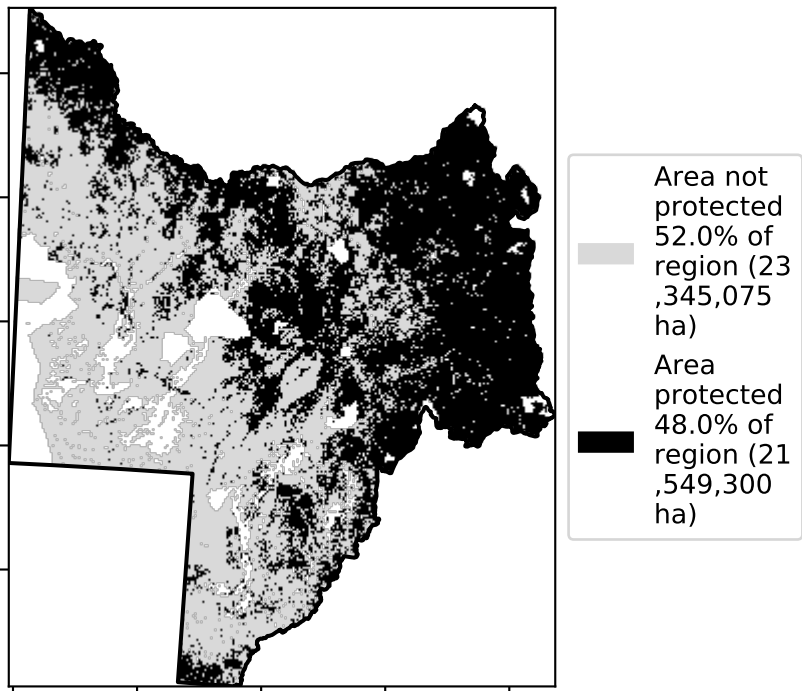 Area not
protected
52.0% of
region (23
,345,075
ha)
Area
protected
48.0% of
region (21
,549,300
ha)